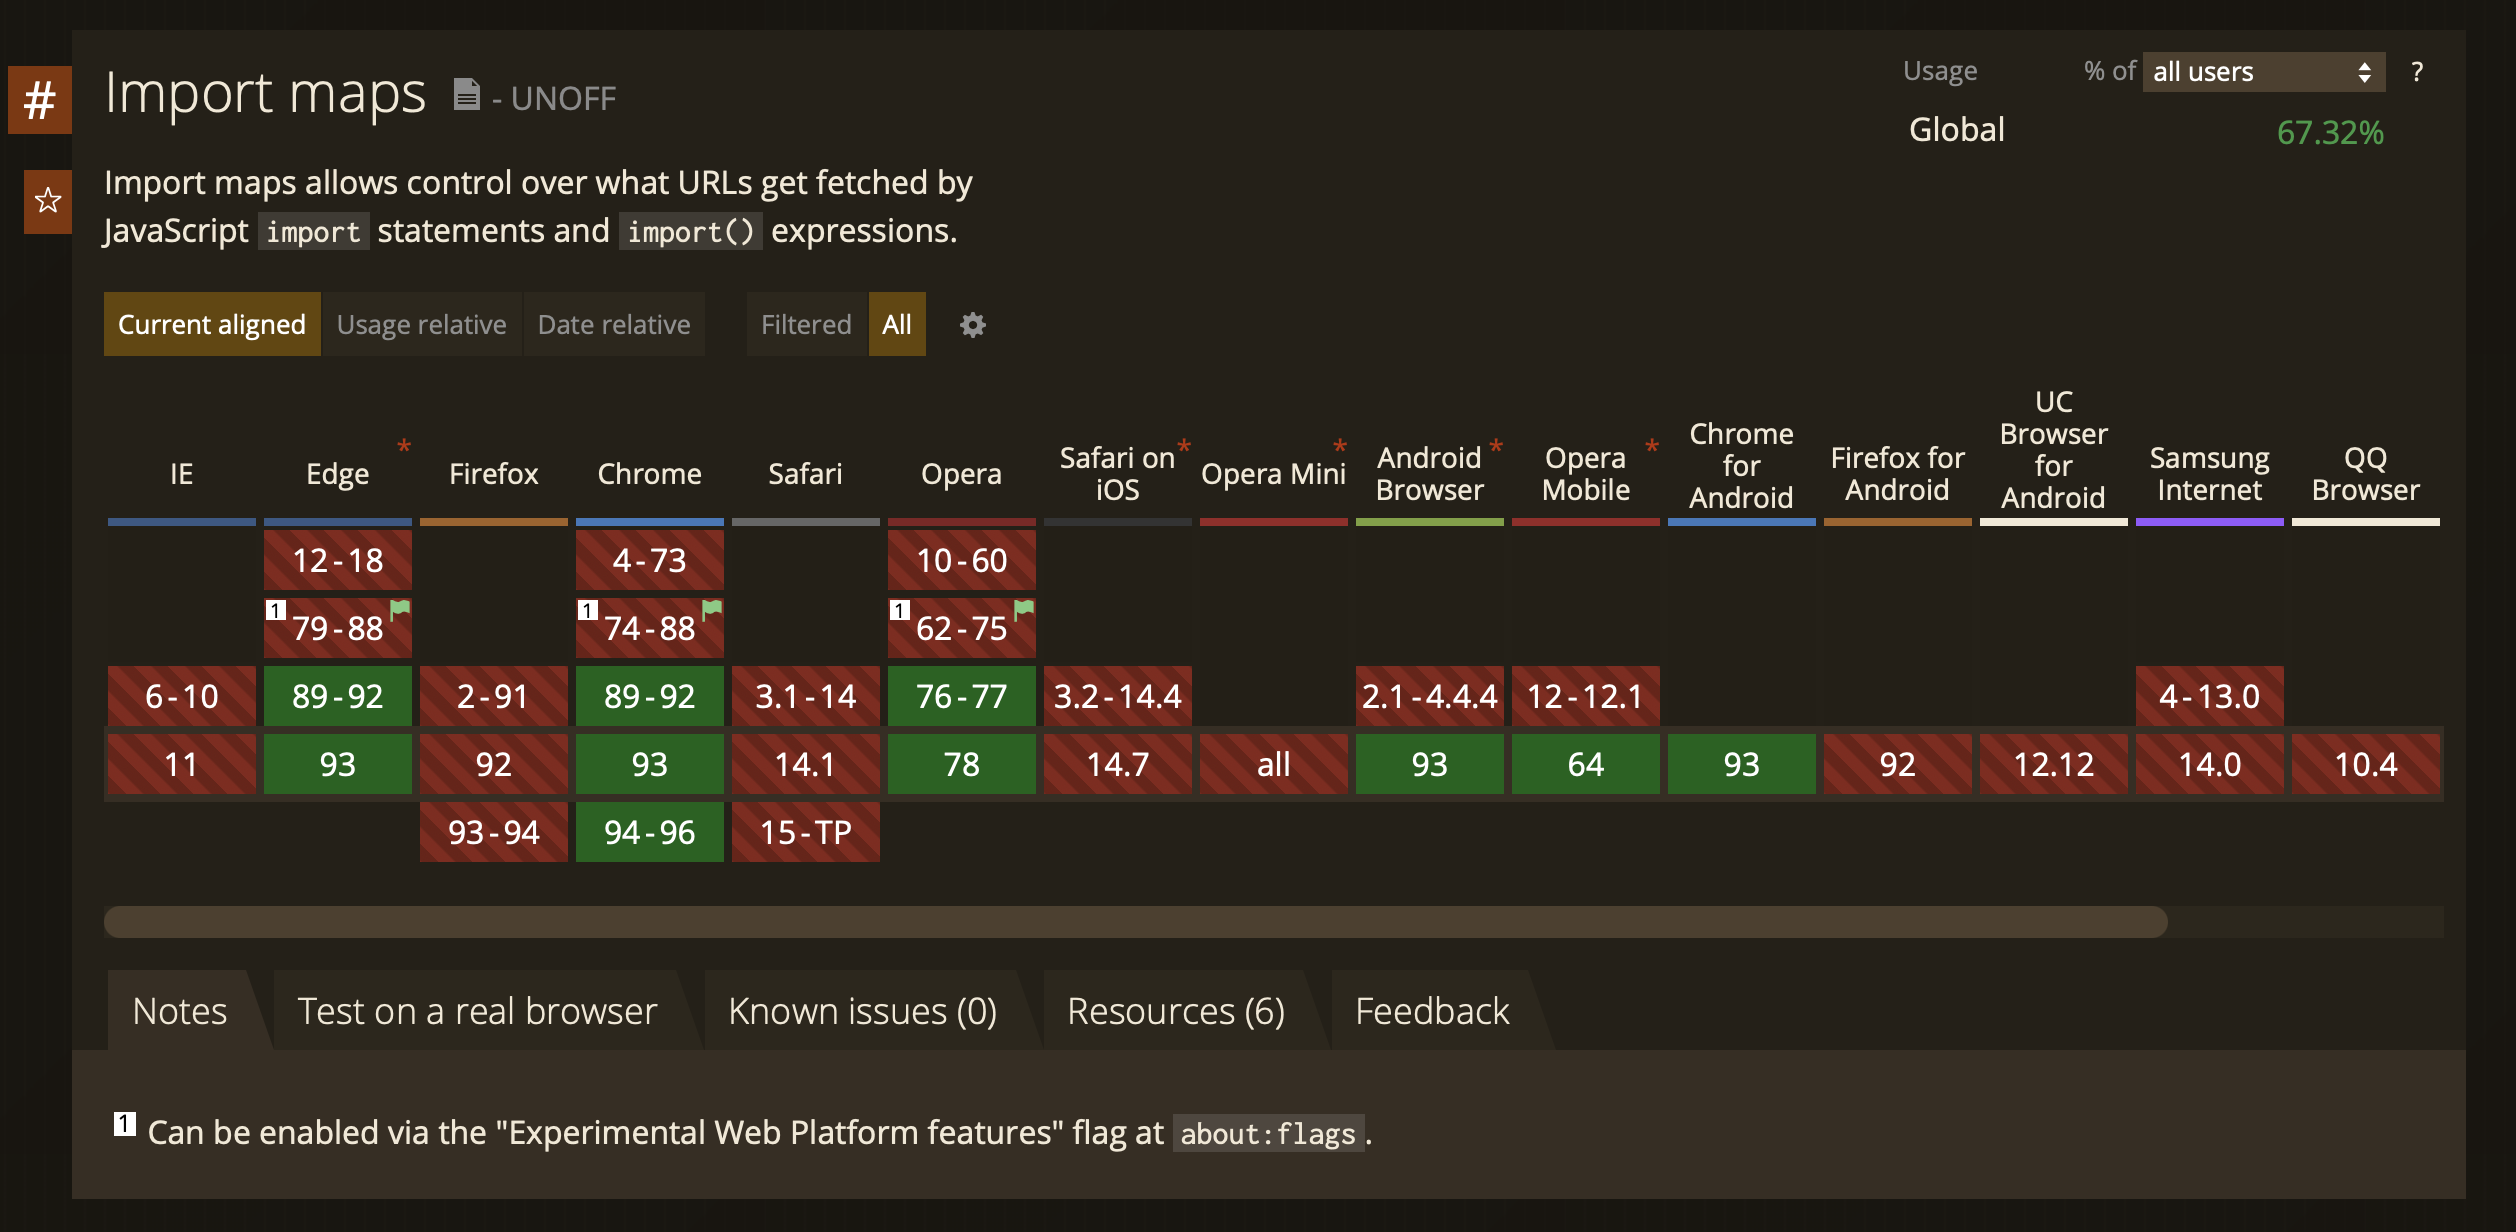 #
Import maps - UNOFF
Usage % of all users ?
Global 67.32%
Import maps allows control over what URLs get fetched by
JavaScript import statements and import() expressions.
Current aligned Usage relative Date relative Filtered All
IE Edge * Firefox Chrome Safari Opera Safari on iOS * Opera Mini * Android Browser * Opera Mobile * Chrome for Android Firefox for Android UC Browser for Android Samsung Internet QQ Browser
12-18 4-73 10-60
1 79-88 1 74-88 1 62-75
6-10 89-92 2-91 89-92 3.1-14 76-77 3.2-14.4 2.1-4.4.4 12-12.1 4-13.0
11 93 92 93 14.1 78 14.7 all 93 64 93 92 12.12 14.0 10.4
93-94 94-96 15-TP
Notes Test on a real browser Known issues (0) Resources (6) Feedback
1 Can be enabled via the "Experimental Web Platform features" flag at about:flags.